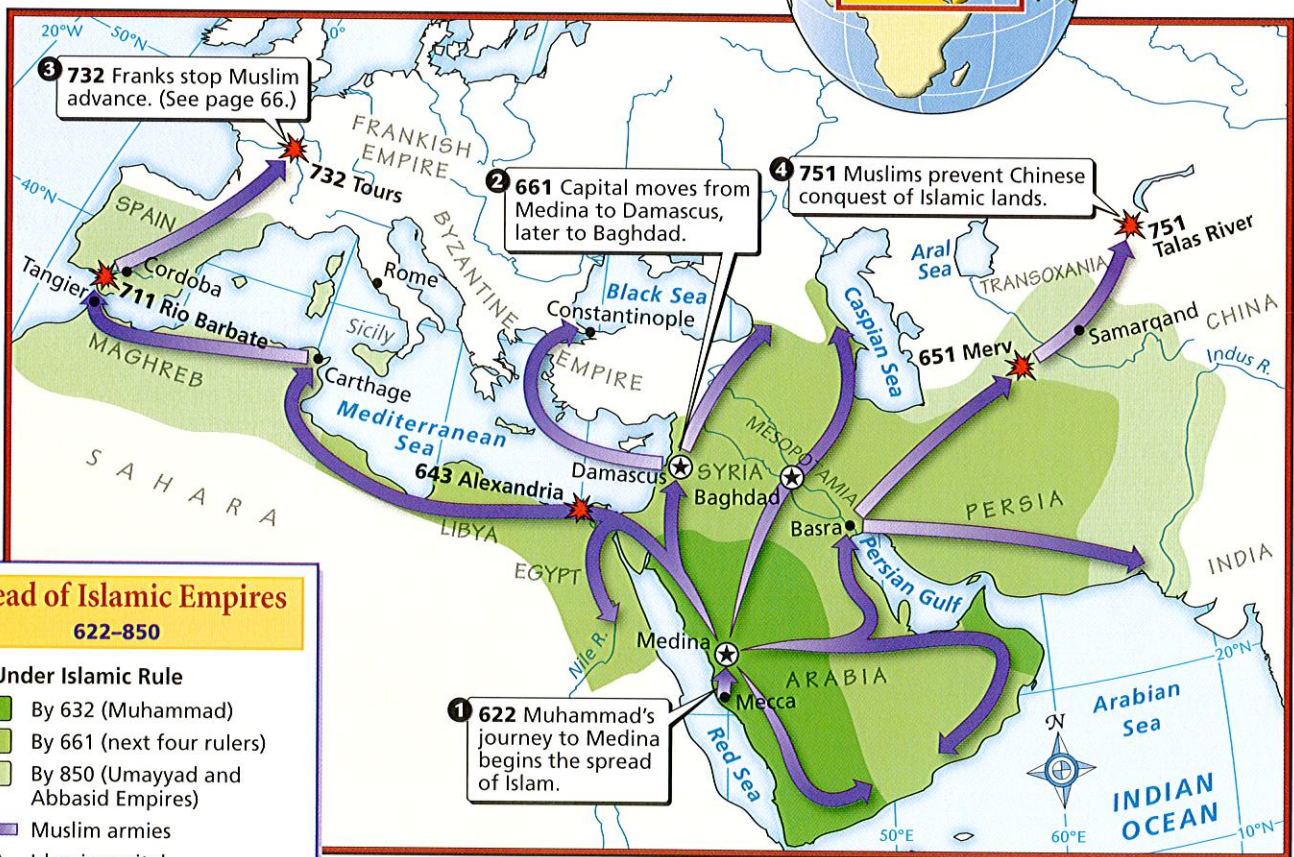 20°W
50°N
0°
3 732 Franks stop Muslim
advance. (See page 66.)
FRANKISH
EMPIRE
732 Tours
2 661 Capital moves from
Medina to Damascus,
later to Baghdad.
4 751 Muslims prevent Chinese
conquest of Islamic lands.
751
Talas River
40°N
SPAIN
Cordoba
Tangier
711 Rio Barbate
MAGHREB
Rome
Sicily
Carthage
BYZANTINE
EMPIRE
Black Sea
Constantinople
Caspian Sea
Aral
Sea
TRANSOXANIA
Samarqand
CHINA
Indus R.
651 Merv
Mediterranean
Sea
SAHARA
643 Alexandria
LIBYA
EGYPT
Nile R.
Damascus
SYRIA
MESOPOTAMIA
Baghdad
Basra
PERSIA
INDIA
Persian Gulf
Medina
Mecca
ARABIA
Red Sea
1 622 Muhammad's
journey to Medina
begins the spread
of Islam.
20°N
Arabian
Sea
N
INDIAN
OCEAN
50°E
60°E
10°N
ead of Islamic Empires
622–850
Under Islamic Rule
By 632 (Muhammad)
By 661 (next four rulers)
By 850 (Umayyad and
Abbasid Empires)
Muslim armies